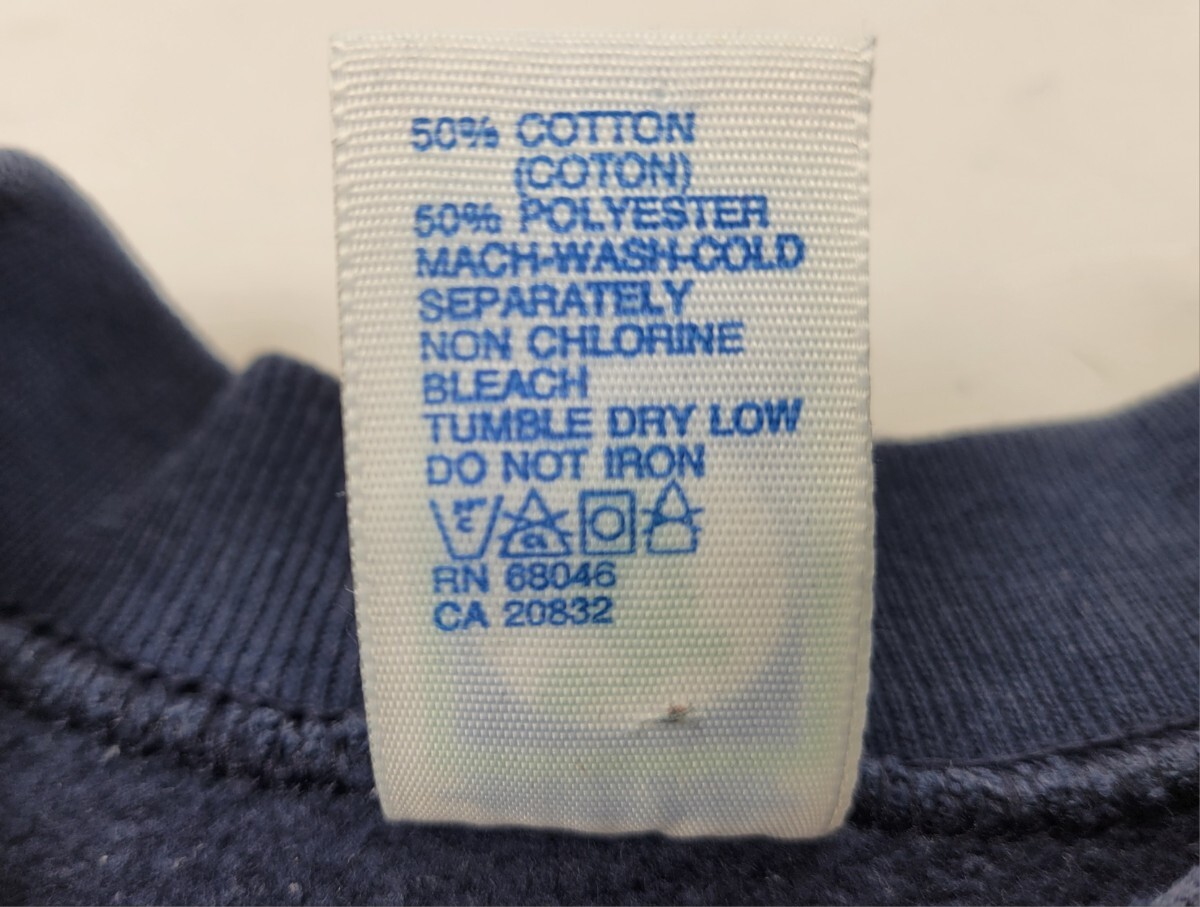 50% COTTON
(COTON)
50% POLYESTER
MACH-WASH-COLD
SEPARATELY
NON CHLORINE
BLEACH
TUMBLE DRY LOW
DO NOT IRON
C
CL
RN 68046
CA 20832